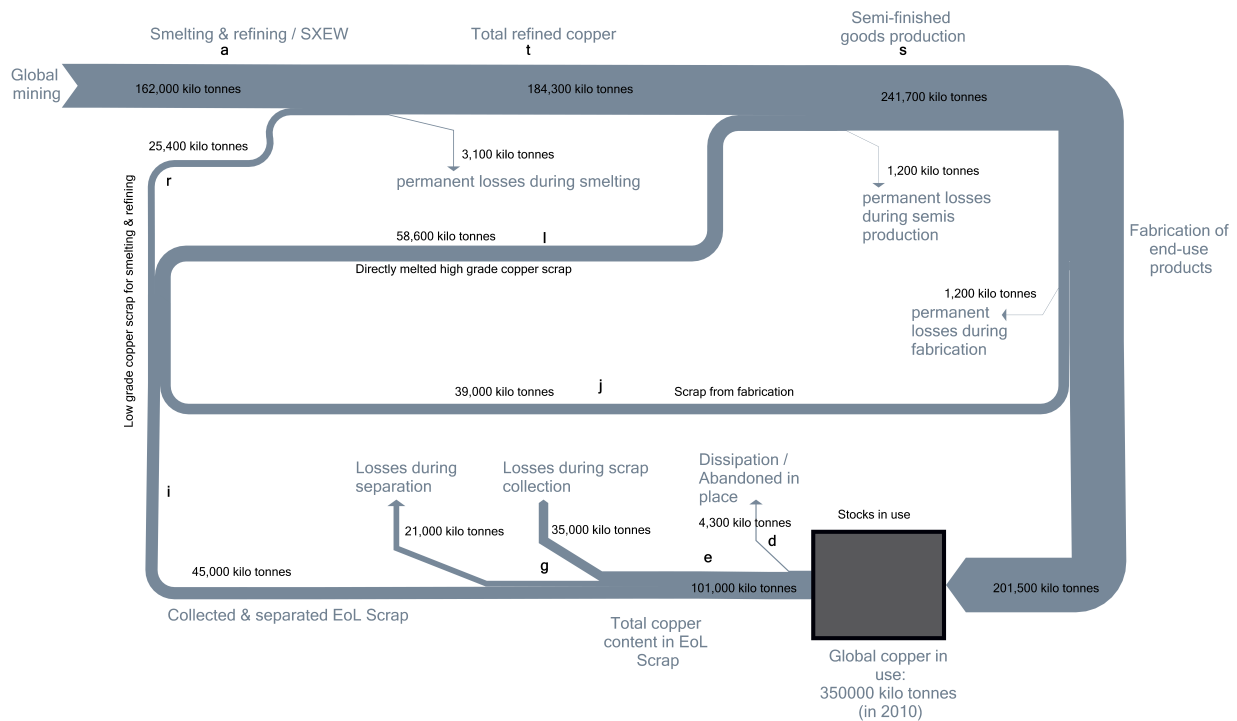 Smelting & refining / SXEW
a
Total refined copper
t
Semi-finished
goods production
s
Global
mining
162,000 kilo tonnes
184,300 kilo tonnes
241,700 kilo tonnes
25,400 kilo tonnes
r
3,100 kilo tonnes
permanent losses during smelting
1,200 kilo tonnes
permanent losses
during semis
production
Low grade copper scrap for smelting & refining
58,600 kilo tonnes
l
Directly melted high grade copper scrap
Fabrication of
end-use
products
1,200 kilo tonnes
permanent
losses during
fabrication
39,000 kilo tonnes
j
Scrap from fabrication
i
Losses during
separation
21,000 kilo tonnes
Losses during scrap
collection
35,000 kilo tonnes
g
Dissipation /
Abandoned in
place
4,300 kilo tonnes
d
e
Stocks in use
45,000 kilo tonnes
101,000 kilo tonnes
201,500 kilo tonnes
Collected & separated EoL Scrap
Total copper
content in EoL
Scrap
Global copper in
use:
350000 kilo tonnes
(in 2010)